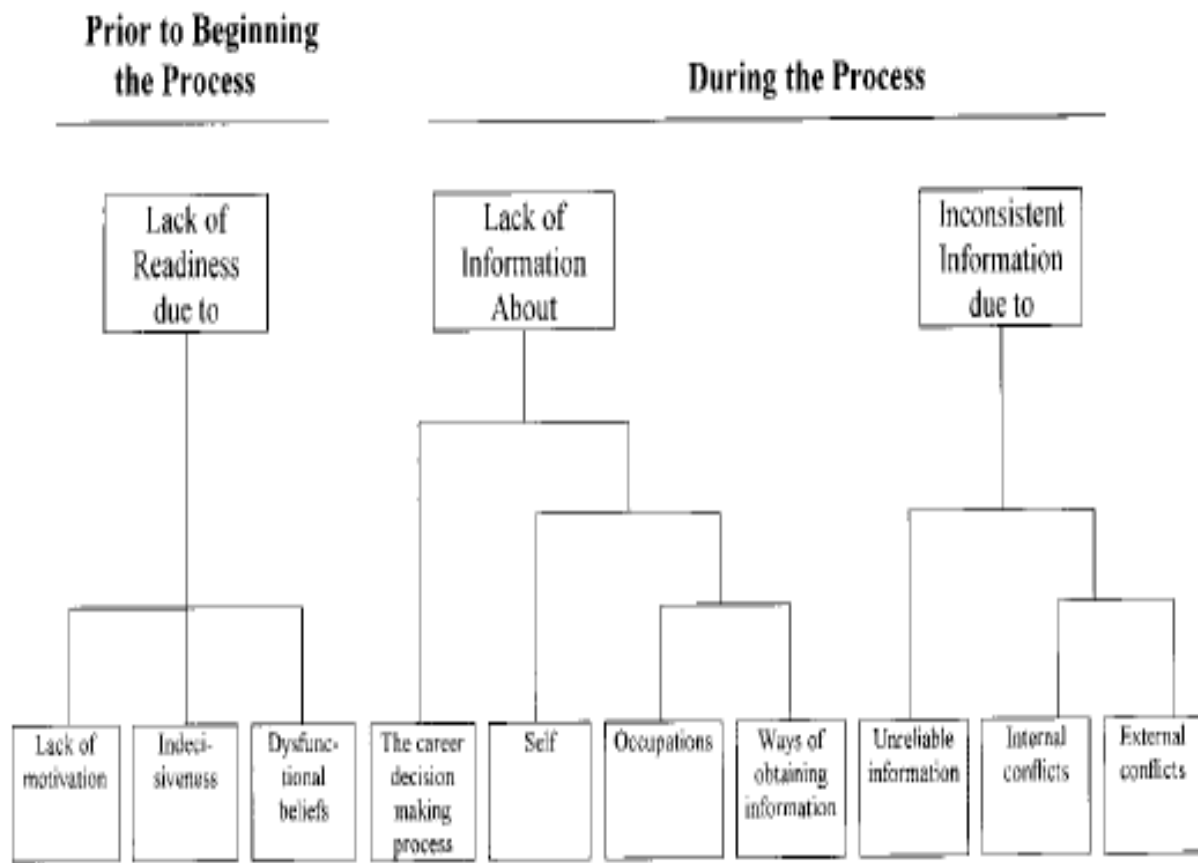 Prior to Beginning
the Process
During the Process
Lack of
Readiness
due to
Lack of
Information
About
Inconsistent
Information
due to
Lack of
motivation
Indeci-
siveness
Dysfunc-
tional
beliefs
The career
decision
making
process
Self
Occupations
Ways of
obtaining
information
Unreliable
information
Internal
conflicts
External
conflicts